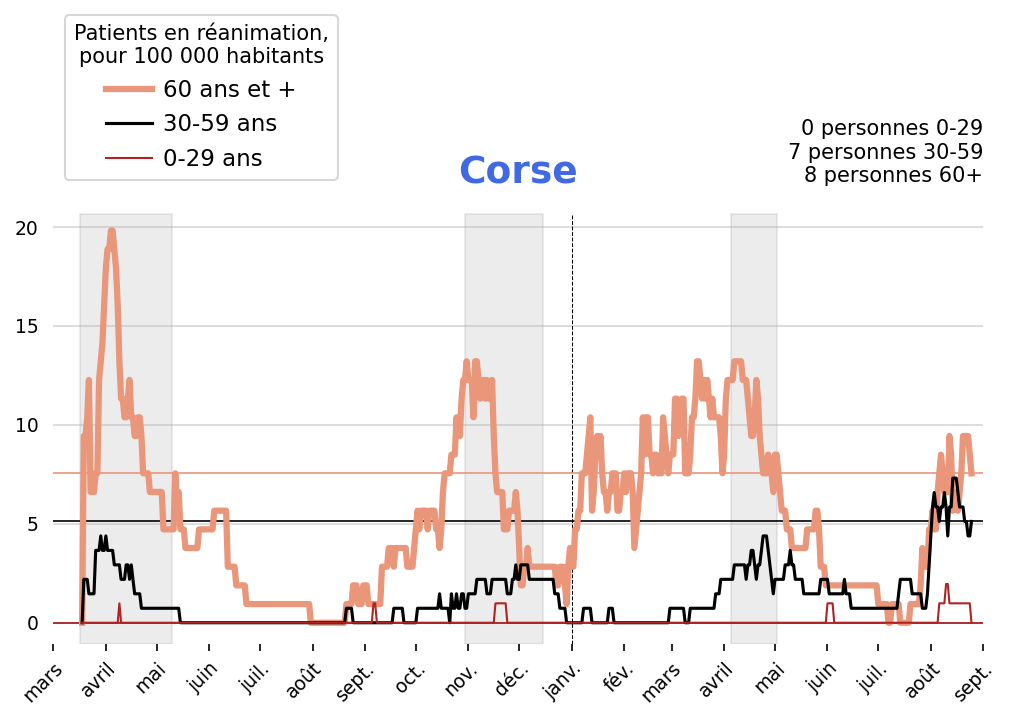 Patients en réanimation,
pour 100 000 habitants
60 ans et +
30-59 ans
0-29 ans
Corse
0 personnes 0-29
7 personnes 30-59
8 personnes 60+
20
15
10
5
0
mars avril mai juin juil. août sept. oct. nov. déc. janv. fév. mars avril mai juin juil. août sept.